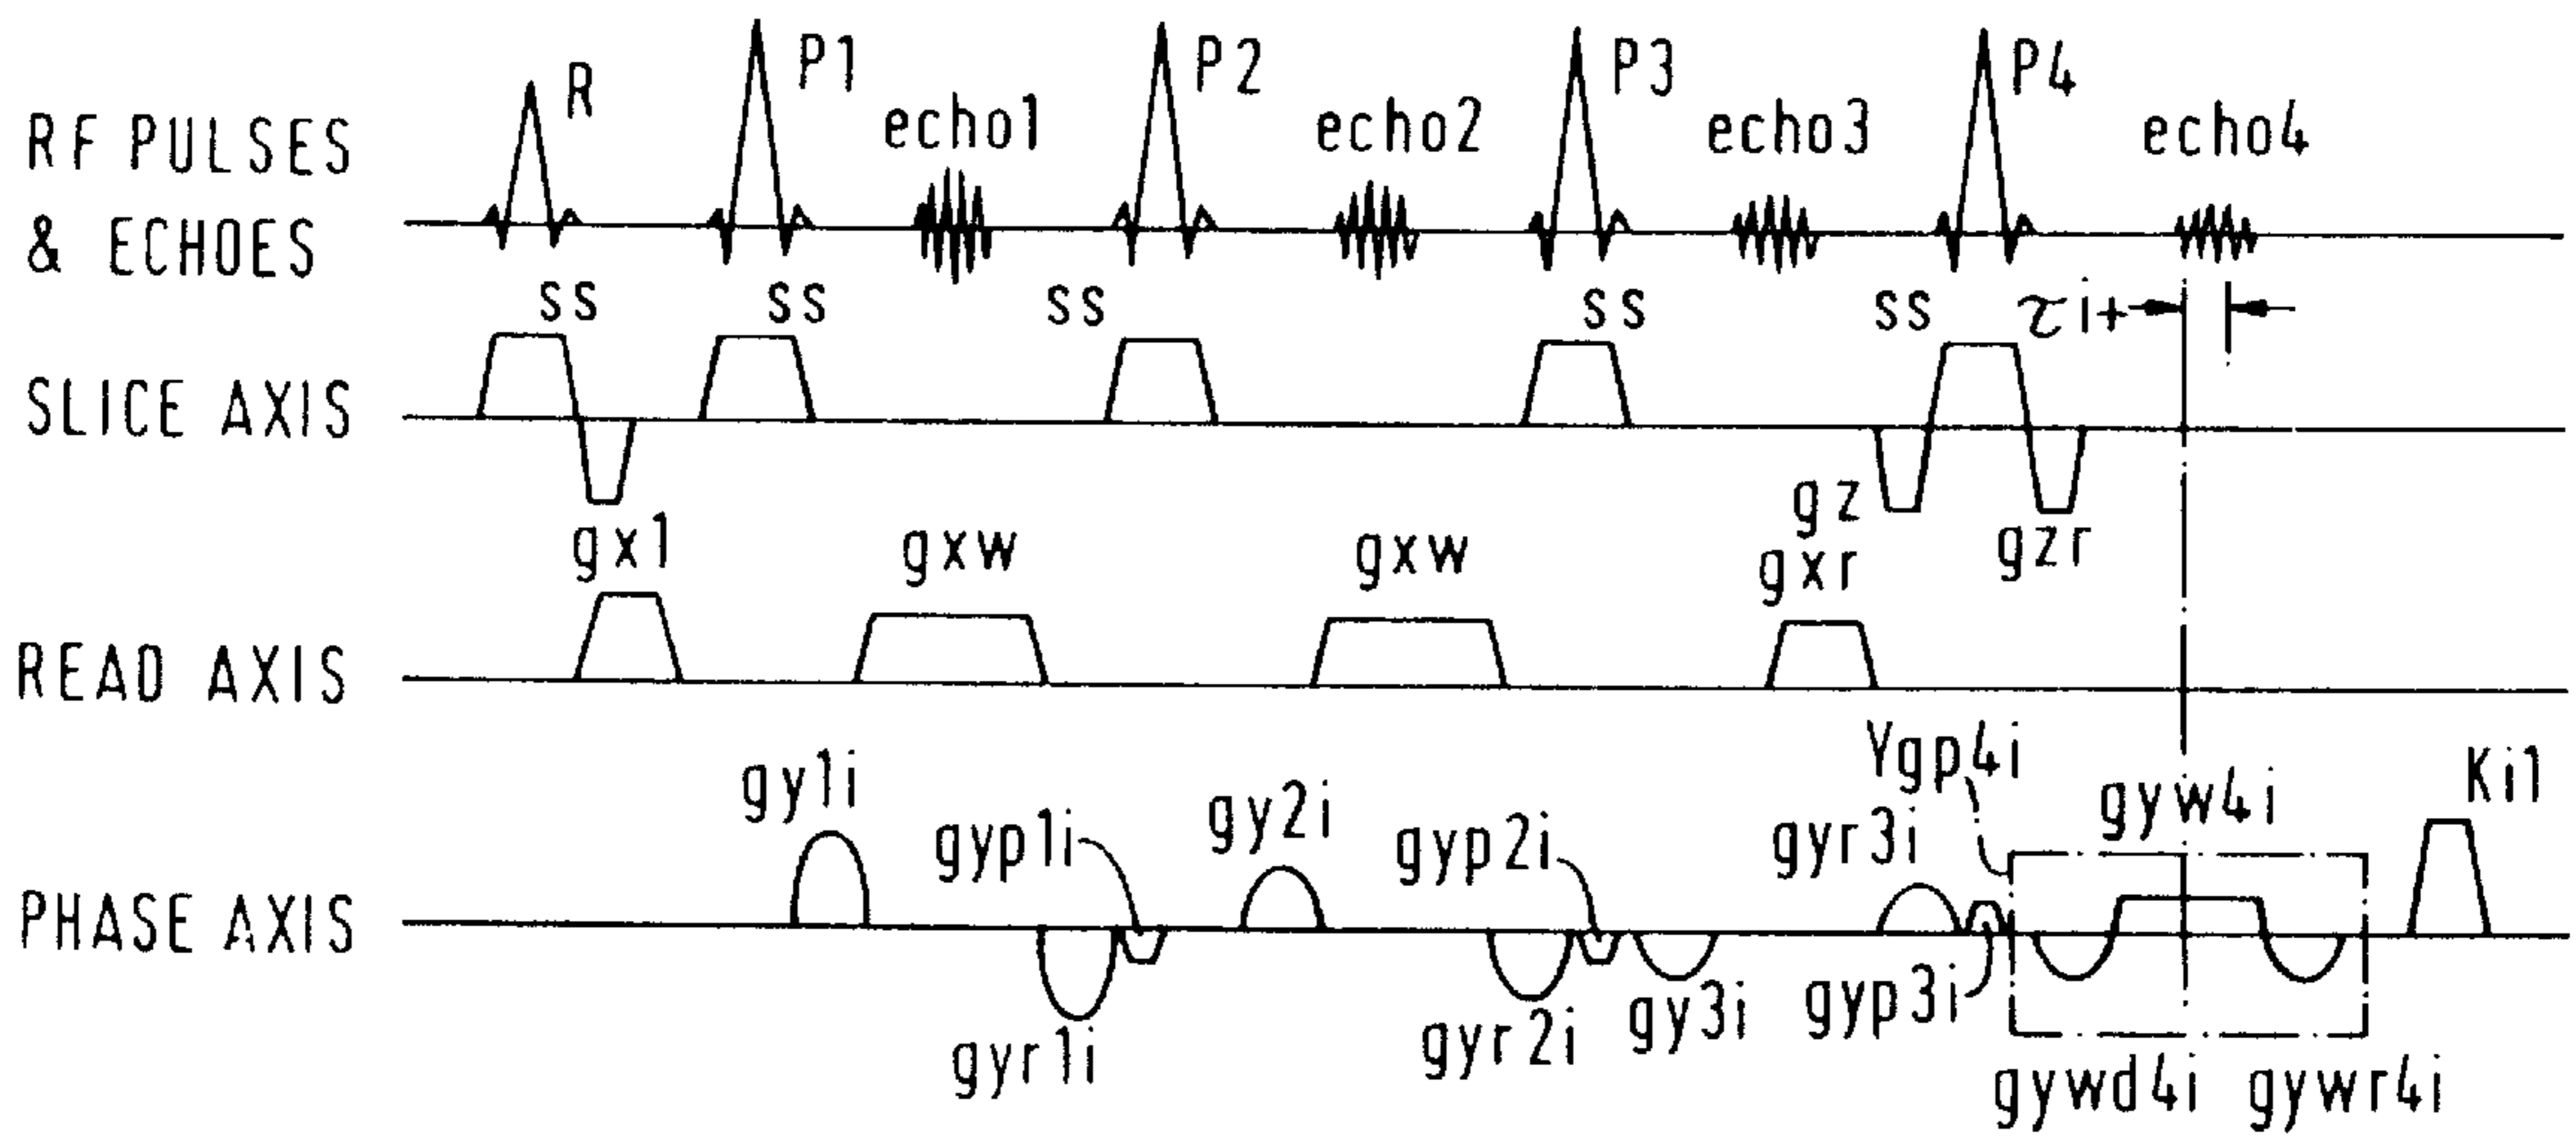 RF PULSES
& ECHOES
R
P1
echo1
P2
echo2
P3
echo3
P4
echo4
SLICE AXIS
ss
ss
ss
ss
ss
τi+
gz
gzr
READ AXIS
gx1
gxw
gxw
gxr
PHASE AXIS
gy1i
gyp1i
gyr1i
gy2i
gyp2i
gyr2i
gy3i
gyr3i
gyp3i
Ygp4i
gyw4i
gywd4i
gywr4i
Ki1